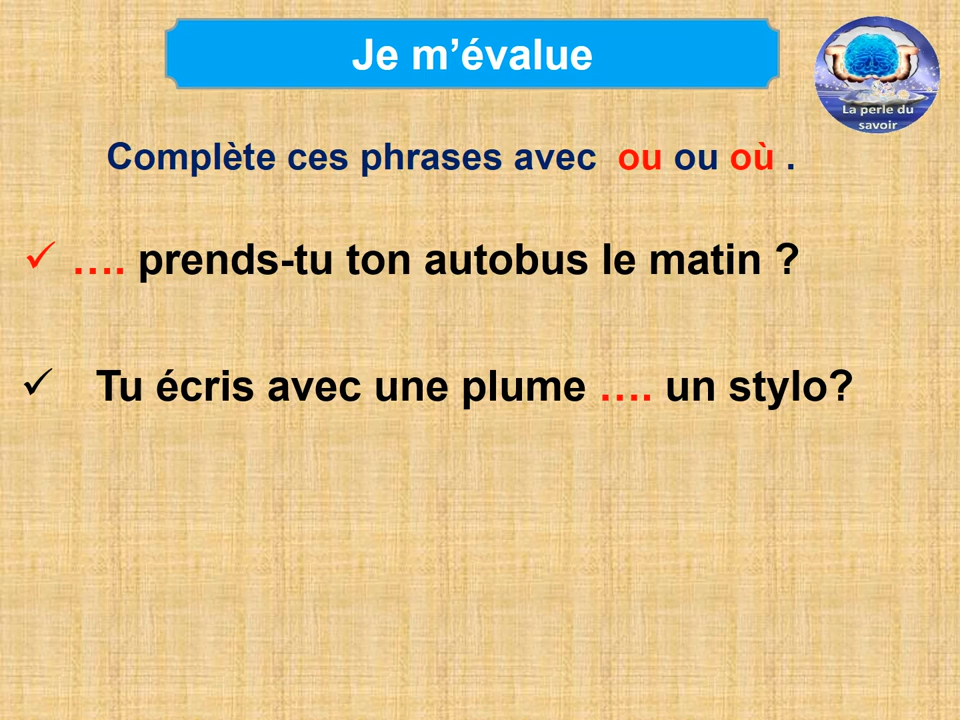 Je m’évalue
La perle du
savoir
Complète ces phrases avec ou ou où .
✓ …. prends-tu ton autobus le matin ?
✓ Tu écris avec une plume …. un stylo?